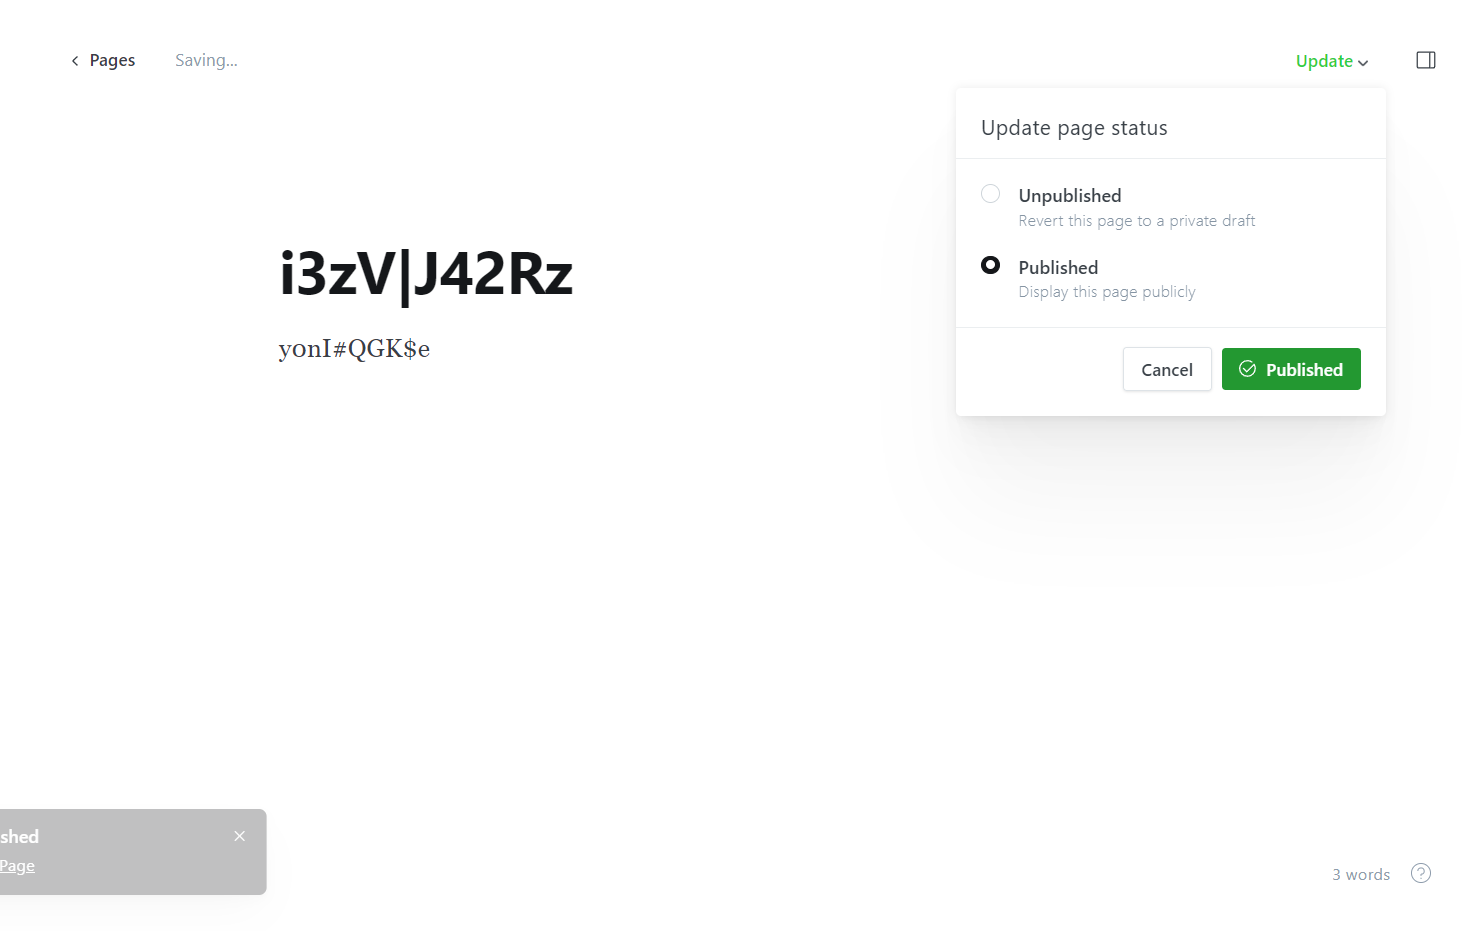 Pages
Saving...
Update
Update page status
Unpublished
Revert this page to a private draft
Published
Display this page publicly
Cancel
Published
i3zV|J42Rz
yonI#QGK$e
shed
Page
3 words